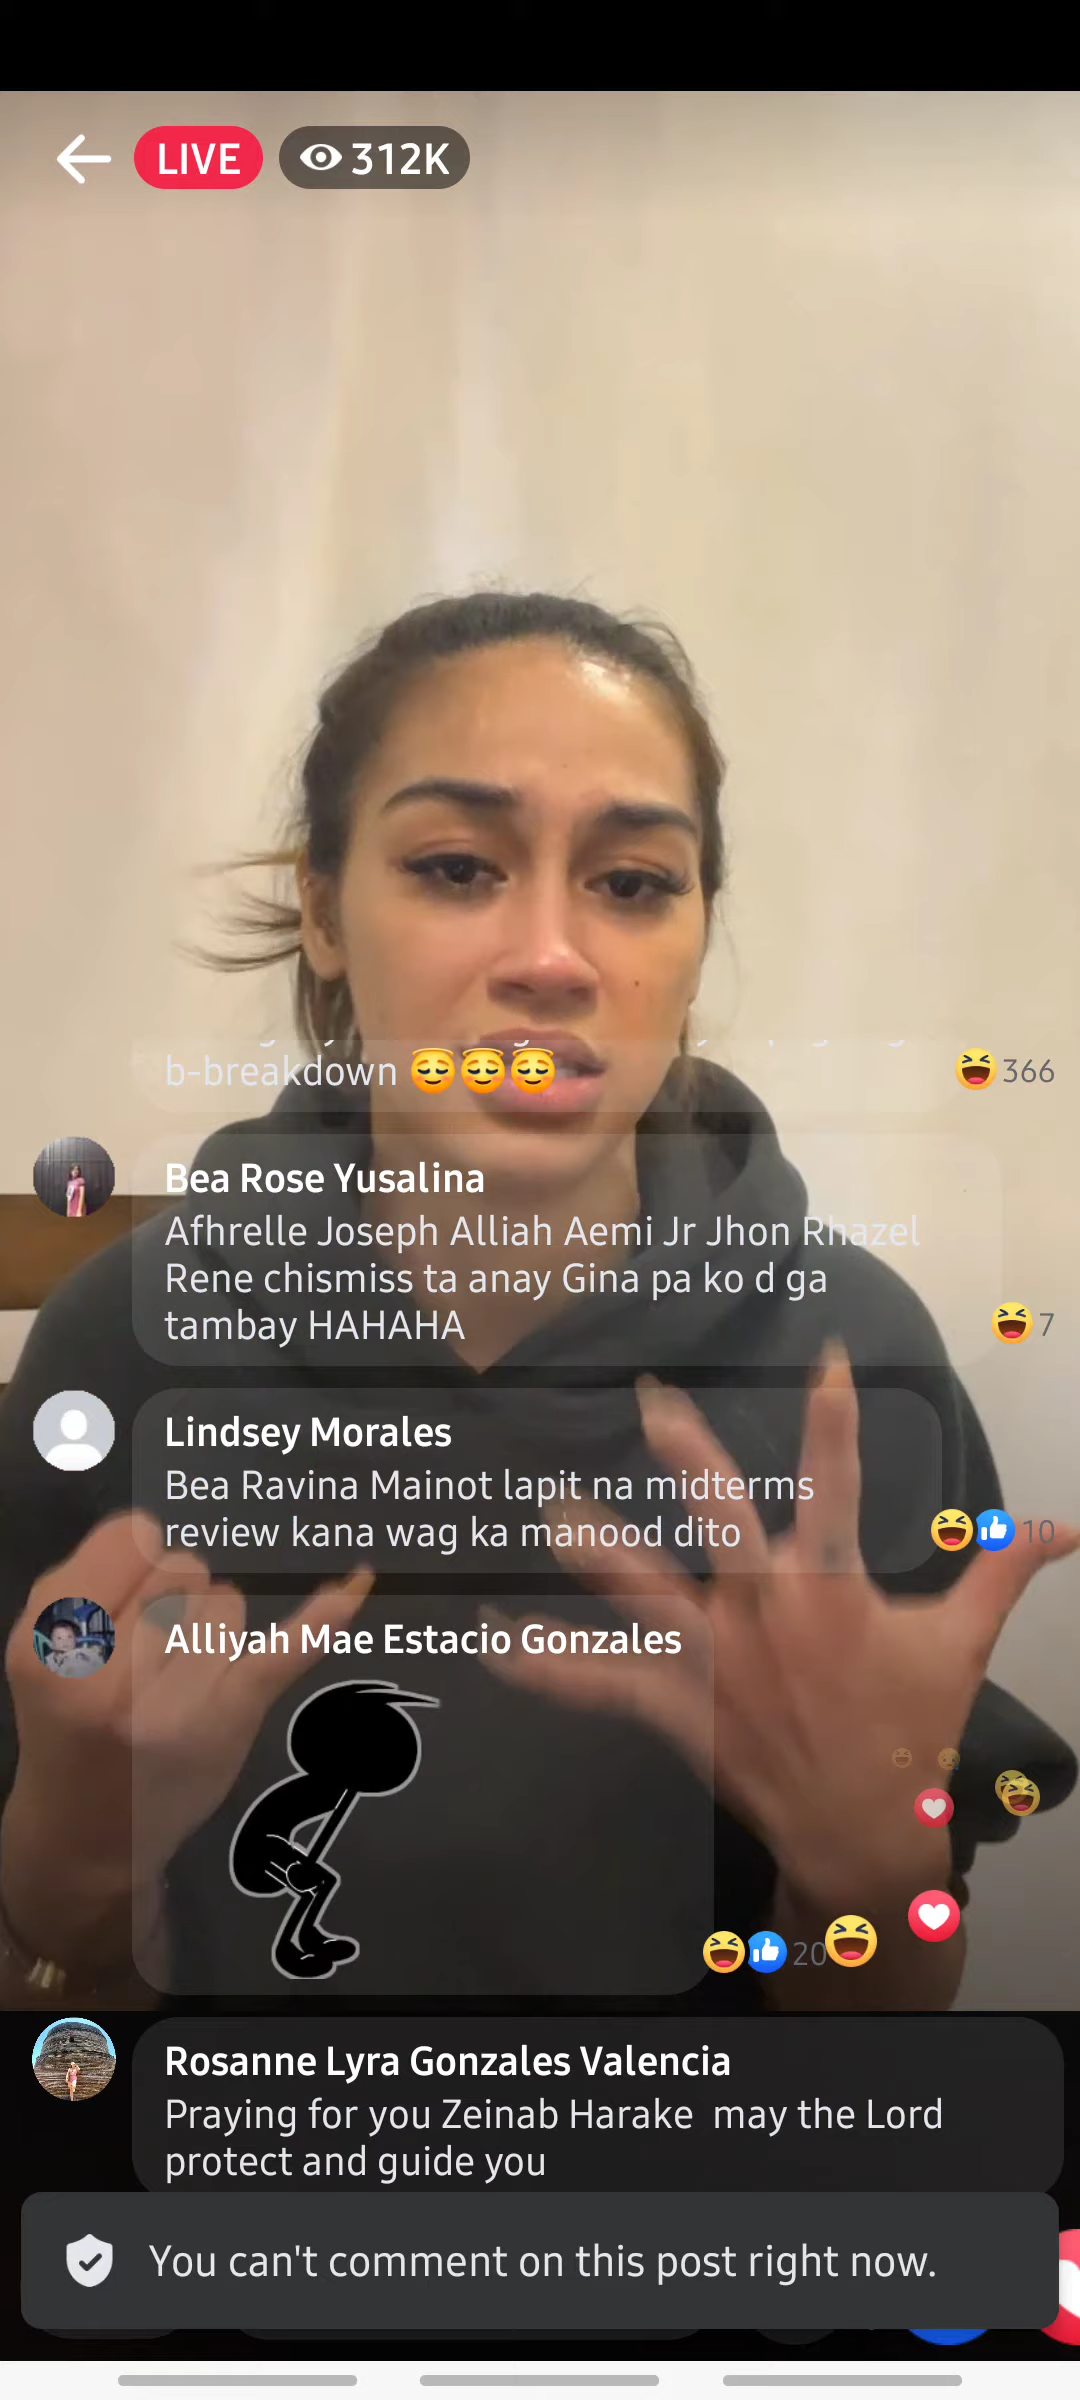 LIVE 312K
b-breakdown 😇😇😇
366
Bea Rose Yusalina
Afhrelle Joseph Alliah Aemi Jr Jhon Rhazel
Rene chismiss ta anay Gina pa ko d ga
tambay HAHAHA
7
Lindsey Morales
Bea Ravina Mainot lapit na midterms
review kana wag ka manood dito
10
Alliyah Mae Estacio Gonzales
20
Rosanne Lyra Gonzales Valencia
Praying for you Zeinab Harake  may the Lord
protect and guide you
You can't comment on this post right now.